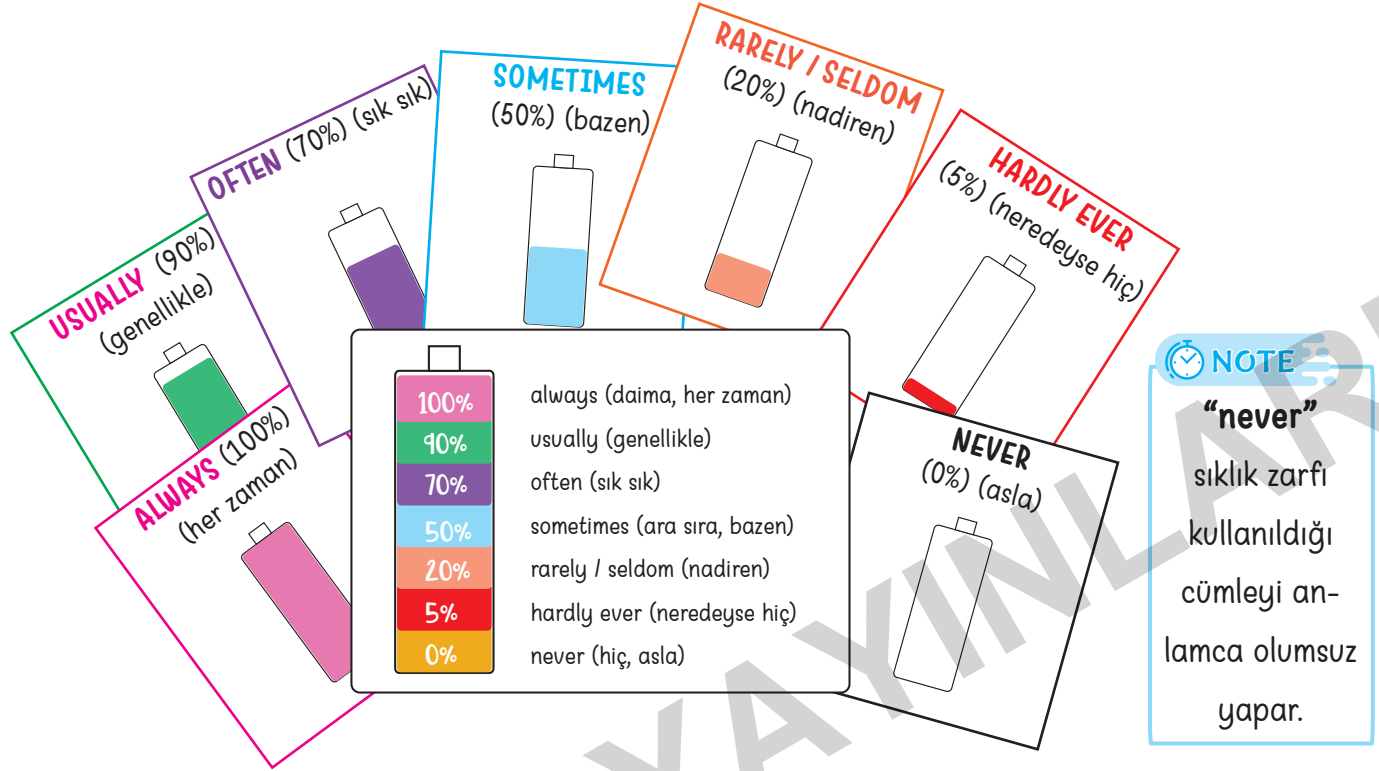 ALWAYS (100%)
(her zaman)
USUALLY (90%)
(genellikle)
OFTEN (70%) (sık sık)
SOMETIMES
(50%) (bazen)
RARELY / SELDOM
(20%) (nadiren)
HARDLY EVER
(5%) (neredeyse hiç)
NEVER
(0%) (asla)
100% always (daima, her zaman)
90% usually (genellikle)
70% often (sık sık)
50% sometimes (ara sıra, bazen)
20% rarely / seldom (nadiren)
5% hardly ever (neredeyse hiç)
0% never (hiç, asla)
NOTE
“never”
sıklık zarfı
kullanıldığı
cümleyi an-
lamca olumsuz
yapar.
YAYINLAR